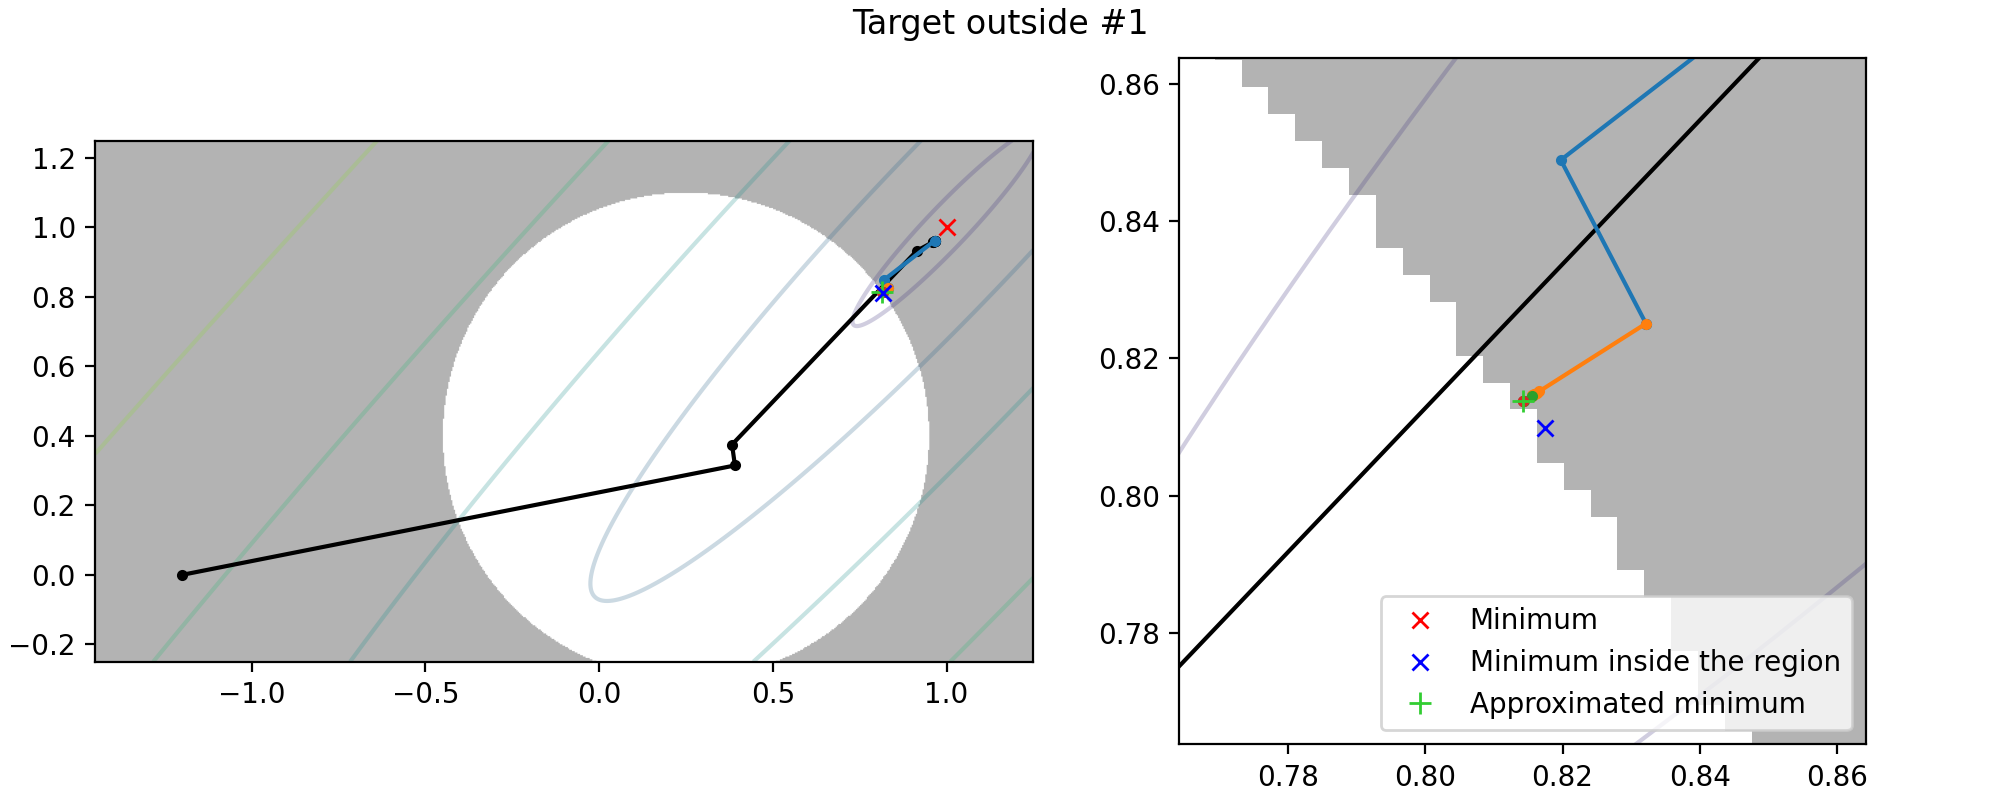 Target outside #1
1.2
1.0
0.8
0.6
0.4
0.2
0.0
−0.2
−1.0 −0.5 0.0 0.5 1.0
0.86
0.84
0.82
0.80
0.78
0.78 0.80 0.82 0.84 0.86
Minimum
Minimum inside the region
Approximated minimum